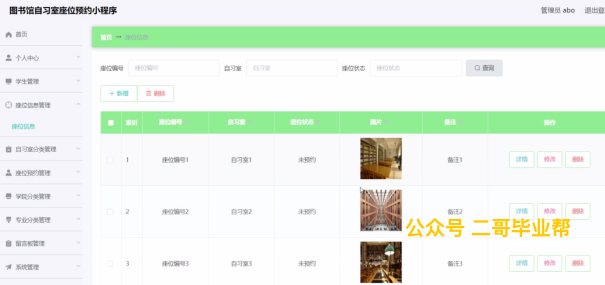 图书馆自习室座位预约小程序
管理员 abo 退出登
首页
个人中心
学生管理
座位信息管理
座位信息
自习室分类管理
座位预约管理
学院分类管理
专业分类管理
留言板管理
系统管理
首页 座位信息
座位编号 座位编号 自习室 自习室 座位状态 座位状态 查询
+ 新增 删除
索引 座位编号 自习室 座位状态 图片 备注 操作
1 座位编号1 自习室1 未预约 备注1 详情 修改 删除
2 座位编号2 自习室2 未预约 备注2 详情 修改 删除
公众号 二哥毕业帮
3 座位编号3 自习室3 未预约 备注3 详情 修改 删除